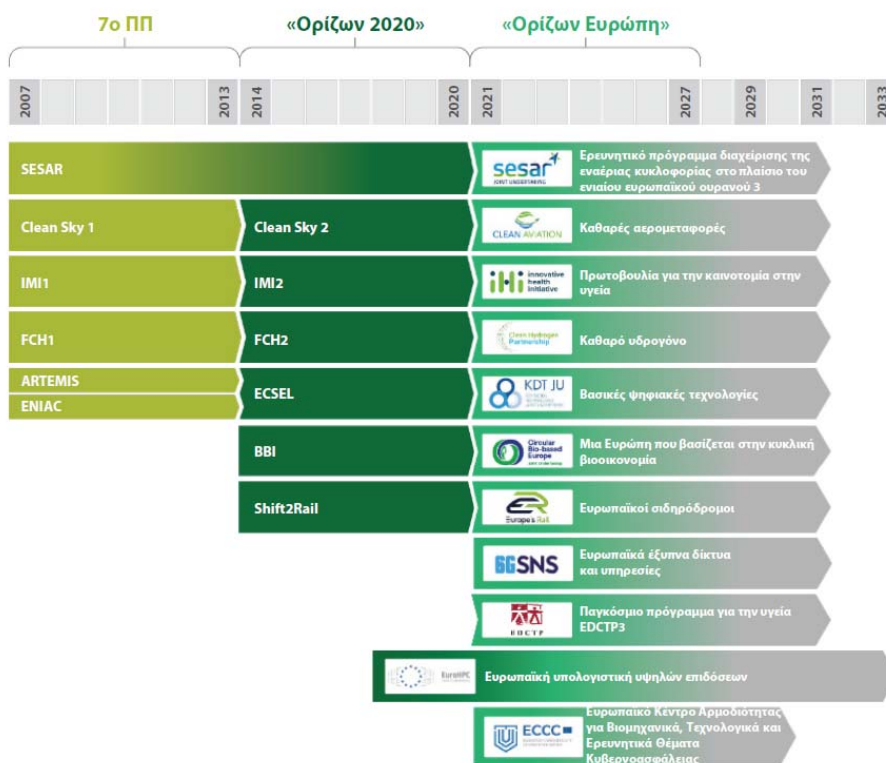 7ο ΠΠ
«Ορίζων 2020»
«Ορίζων Ευρώπη»
2007
2013
2014
2020
2021
2027
2029
2031
2033
SESAR
sesar
JOINT UNDERTAKING
Ερευνητικό πρόγραμμα διαχείρισης της
εναέριας κυκλοφορίας στο πλαίσιο του
ενιαίου ευρωπαϊκού ουρανού 3
Clean Sky 1
Clean Sky 2
CLEAN AVIATION
Καθαρές αερομεταφορές
IMI1
IMI2
iHi innovative
health
initiative
Πρωτοβουλία για την καινοτομία στην
υγεία
FCH1
FCH2
Clean Hydrogen
Partnership
Καθαρό υδρογόνο
ARTEMIS
ENIAC
ECSEL
KDT JU
Βασικές ψηφιακές τεχνολογίες
BBI
Circular
Bio-based
Europe
Μια Ευρώπη που βασίζεται στην κυκλική
βιοοικονομία
Shift2Rail
Europe's Rail
Ευρωπαϊκοί σιδηρόδρομοι
6GSNS
Ευρωπαϊκά έξυπνα δίκτυα
και υπηρεσίες
EDCTP
Παγκόσμιο πρόγραμμα για την υγεία
EDCTP3
EuroHPC
Ευρωπαϊκή υπολογιστική υψηλών επιδόσεων
ECCC
Ευρωπαϊκό Κέντρο Αρμοδιότητας
για Βιομηχανικά, Τεχνολογικά και
Ερευνητικά Θέματα
Κυβερνοασφάλειας